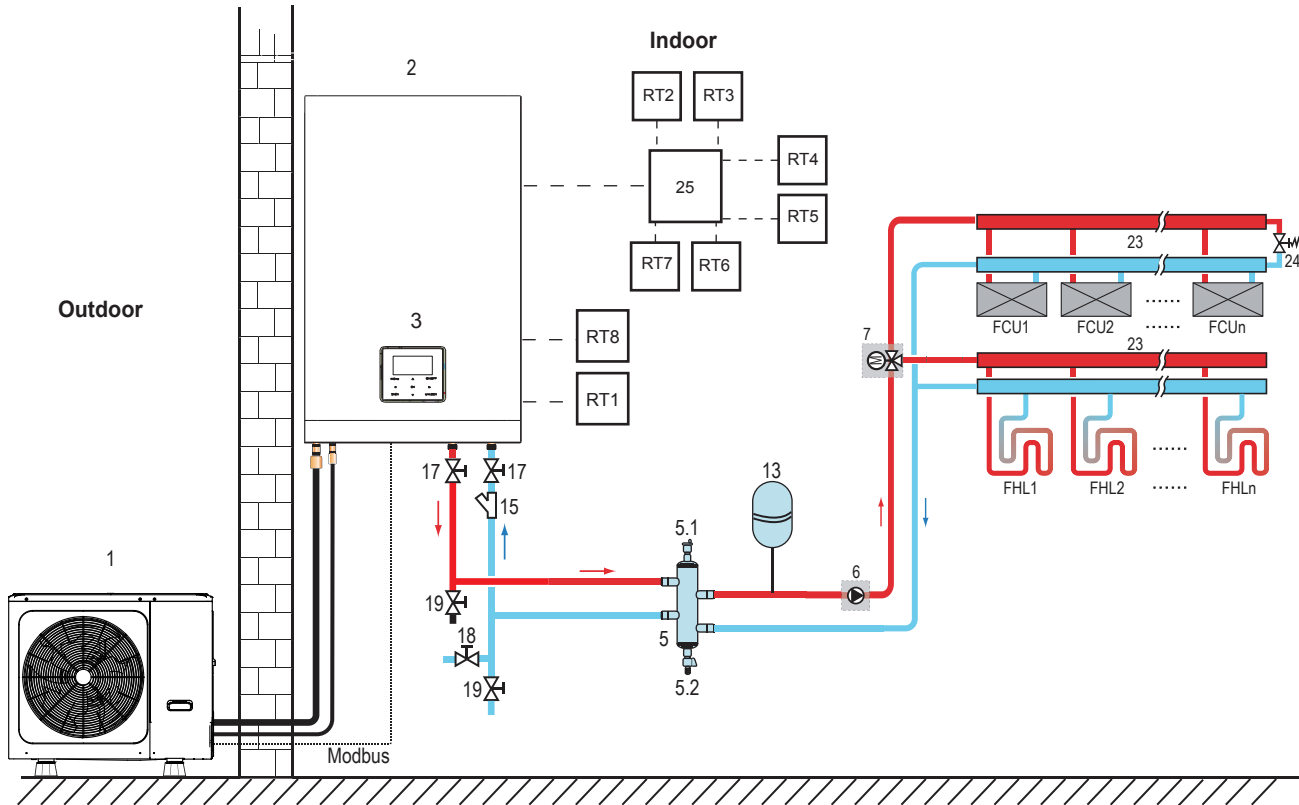 Indoor
2
RT2
RT3
RT4
25
RT5
RT7
RT6
Outdoor
3
RT8
RT1
23
24
FCU1
FCU2
......
......
FCUn
7
23
17
17
15
13
FHL1
FHL2
......
......
FHLn
1
5.1
6
19
18
5
19
5.2
Modbus